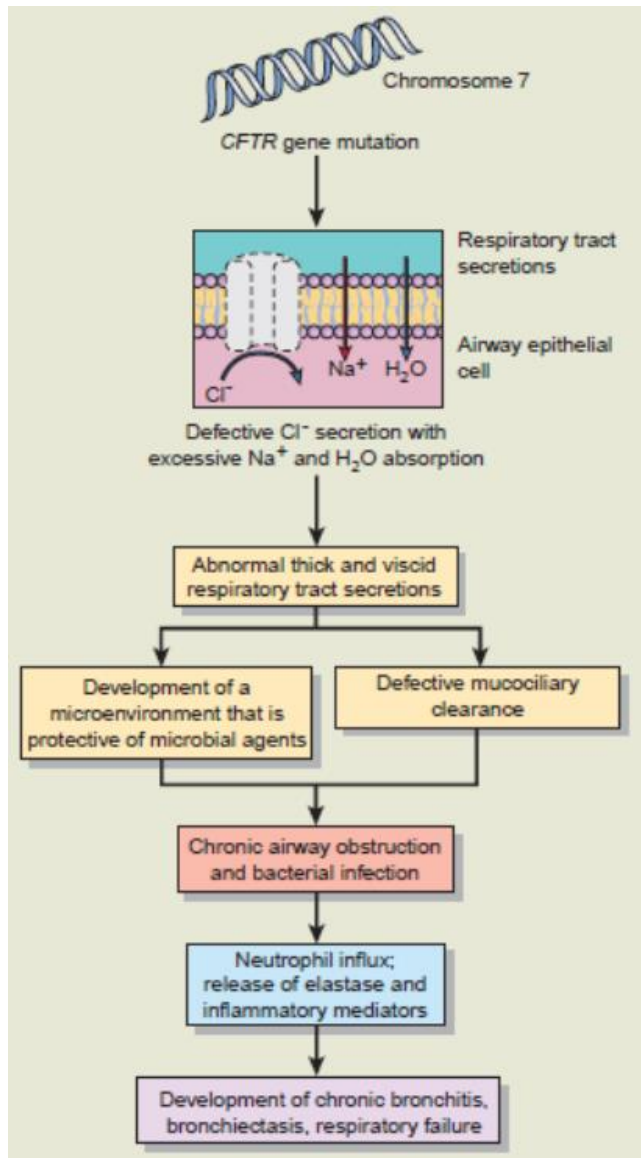 Chromosome 7
CFTR gene mutation
Respiratory tract
secretions
Airway epithelial
cell
Cl⁻
Na⁺
H₂O
Defective Cl⁻ secretion with
excessive Na⁺ and H₂O absorption
Abnormal thick and viscid
respiratory tract secretions
Development of a
microenvironment that is
protective of microbial agents
Defective mucociliary
clearance
Chronic airway obstruction
and bacterial infection
Neutrophil influx;
release of elastase and
inflammatory mediators
Development of chronic bronchitis,
bronchiectasis, respiratory failure